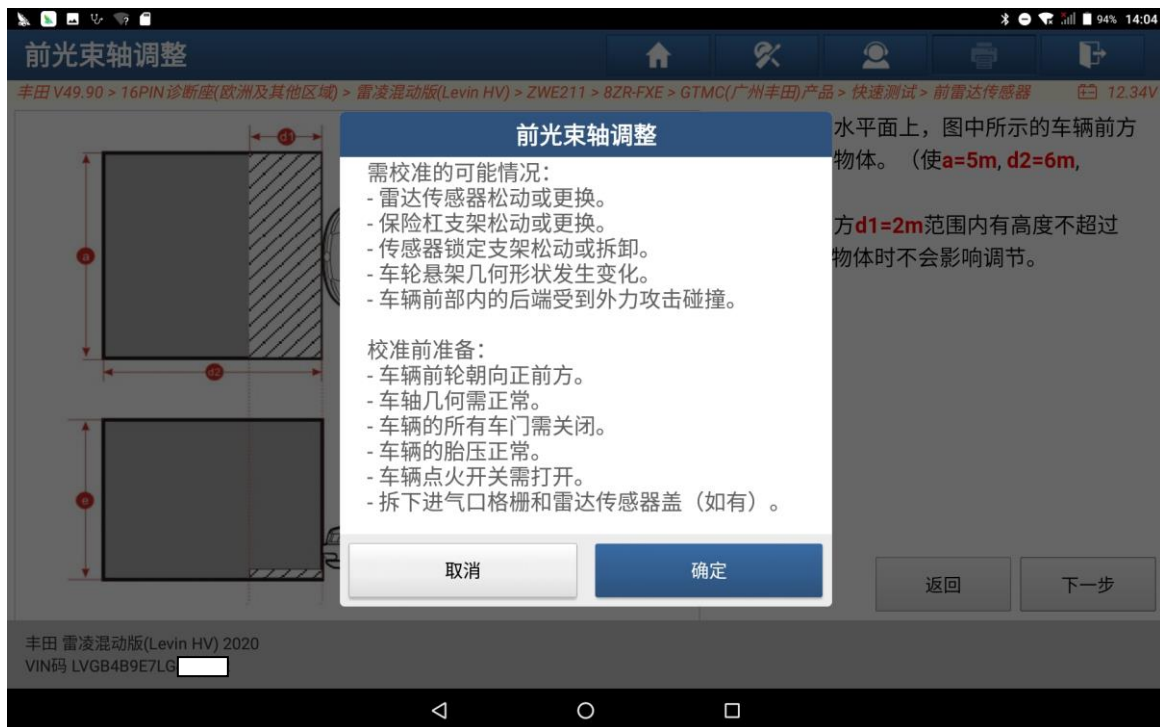 94% 14:04
前光束轴调整
丰田 V49.90 > 16PIN诊断座(欧洲及其他区域) > 雷凌混动版(Levin HV) > ZWE211 > 8ZR-FXE > GTMC(广州丰田)产品 > 快速测试 > 前雷达传感器 12.34V
d1
a
d2
e
水平面上，图中所示的车辆前方
物体。（使a=5m, d2=6m,
方d1=2m范围内有高度不超过
物体时不会影响调节。
前光束轴调整
需校准的可能情况：
- 雷达传感器松动或更换。
- 保险杠支架松动或更换。
- 传感器锁定支架松动或拆卸。
- 车轮悬架几何形状发生变化。
- 车辆前部内的后端受到外力攻击碰撞。
校准前准备：
- 车辆前轮朝向正前方。
- 车轴几何需正常。
- 车辆的所有车门需关闭。
- 车辆的胎压正常。
- 车辆点火开关需打开。
- 拆下进气口格栅和雷达传感器盖（如有）。
取消
确定
返回
下一步
丰田 雷凌混动版(Levin HV) 2020
VIN码 LVGB4B9E7LG